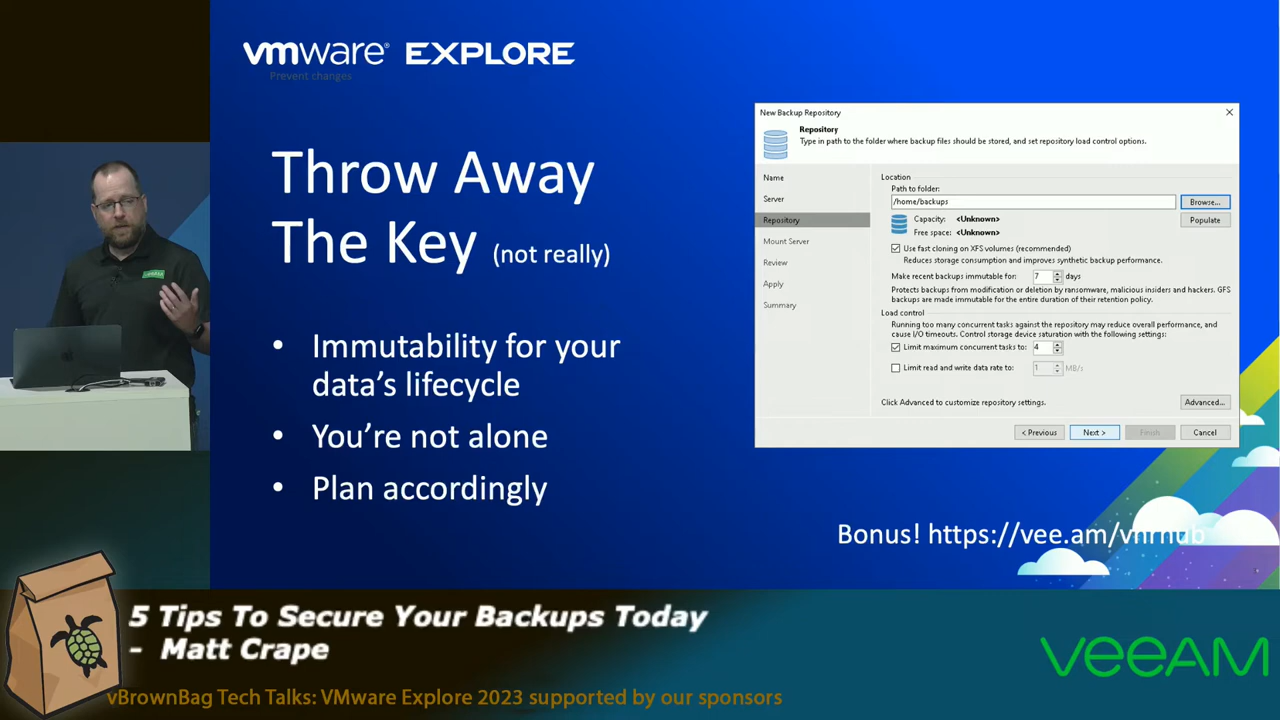 vmware® EXPLORE
Prevent changes
Throw Away
The Key (not really)
• Immutability for your
data's lifecycle
• You're not alone
• Plan accordingly
New Backup Repository
Repository
Type in path to the folder where backup files should be stored, and set repository load control options.
Name
Server
Repository
Mount Server
Review
Apply
Summary
Location
Path to folder:
/home/backups
Browse...
Capacity: <Unknown>
Free space: <Unknown>
Populate
Use fast cloning on XFS volumes (recommended)
Reduces storage consumption and improves synthetic backup performance.
Make recent backups immutable for: 7 days
Protects backups from modification or deletion by ransomware, malicious insiders and hackers. GFS
backups are made immutable for the entire duration of their retention policy.
Load control
Running too many concurrent tasks against the repository may reduce overall performance, and
cause I/O timeouts. Control storage device saturation with the following settings:
Limit maximum concurrent tasks to: 4
Limit read and write data rate to: 1 MB/s
Click Advanced to customize repository settings.
Advanced...
< Previous
Next >
Finish
Cancel
Bonus! https://vee.am/vhrhub
5 Tips To Secure Your Backups Today
- Matt Crape
veeam
vBrownBag Tech Talks: VMware Explore 2023 supported by our sponsors